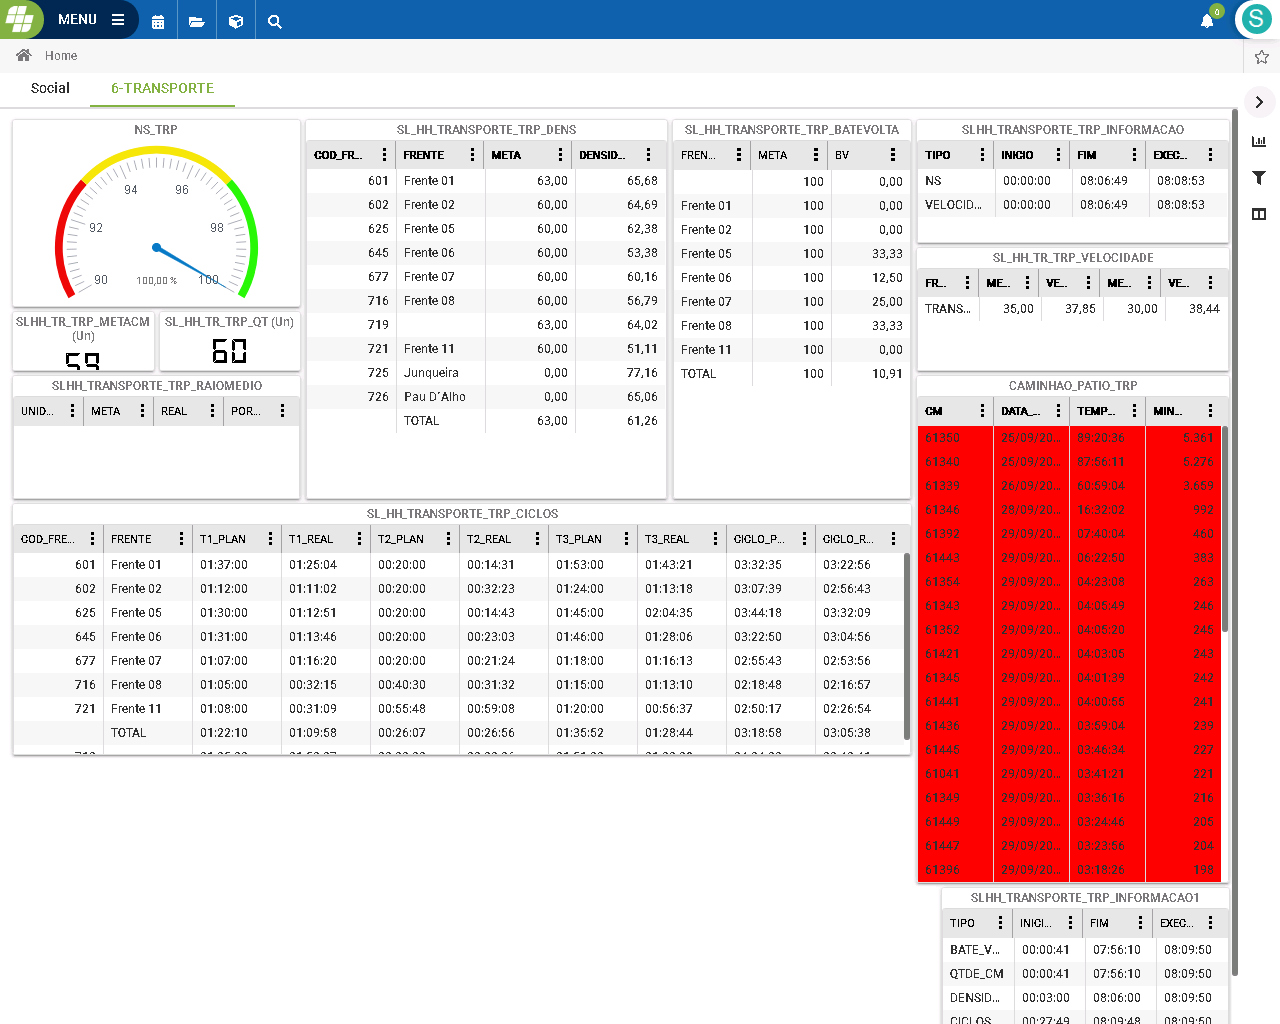 MENU
0
S
Home
Social 6-TRANSPORTE
NS_TRP
90 92 94 96 98 100
100,00 %
SLHH_TR_TRP_METACM (Un)
59
SL_HH_TR_TRP_QT (Un)
60
SLHH_TRANSPORTE_TRP_RAIOMEDIO
UNID... META REAL POR...
SL_HH_TRANSPORTE_TRP_DENS
COD_FR... FRENTE META DENSID...
601 Frente 01 63,00 65,68
602 Frente 02 60,00 64,69
625 Frente 05 60,00 62,38
645 Frente 06 60,00 53,38
677 Frente 07 60,00 60,16
716 Frente 08 60,00 56,79
719 63,00 64,02
721 Frente 11 60,00 51,11
725 Junqueira 0,00 77,16
726 Pau D´Alho 0,00 65,06
TOTAL 63,00 61,26
SL_HH_TRANSPORTE_TRP_BATEVOLTA
FREN... META BV
100 0,00
Frente 01 100 0,00
Frente 02 100 0,00
Frente 05 100 33,33
Frente 06 100 12,50
Frente 07 100 25,00
Frente 08 100 33,33
Frente 11 100 0,00
TOTAL 100 10,91
SLHH_TRANSPORTE_TRP_INFORMACAO
TIPO INICIO FIM EXEC...
NS 00:00:00 08:06:49 08:08:53
VELOCID... 00:00:00 08:06:49 08:08:53
SL_HH_TR_TRP_VELOCIDADE
FR... ME... VE... ME... VE...
TRANS... 35,00 37,85 30,00 38,44
CAMINHAO_PATIO_TRP
CM DATA_... TEMP... MIN...
61360 25/09/20... 89:20:36 5.361
61340 25/09/20... 87:56:11 5.276
61339 26/09/20... 60:59:04 3.659
61346 28/09/20... 16:32:02 992
61392 29/09/20... 07:40:04 460
61443 29/09/20... 06:22:50 383
61354 29/09/20... 04:23:08 263
61343 29/09/20... 04:05:49 246
61352 29/09/20... 04:05:20 245
61421 29/09/20... 04:03:05 243
61345 29/09/20... 04:01:39 242
61441 29/09/20... 04:00:55 241
61436 29/09/20... 03:59:04 239
61445 29/09/20... 03:46:34 227
61041 29/09/20... 03:41:21 221
61349 29/09/20... 03:36:16 216
61449 29/09/20... 03:24:46 205
61447 29/09/20... 03:23:56 204
61396 29/09/20... 03:18:26 198
SL_HH_TRANSPORTE_TRP_CICLOS
COD_FRE... FRENTE T1_PLAN T1_REAL T2_PLAN T2_REAL T3_PLAN T3_REAL CICLO_P... CICLO_R...
601 Frente 01 01:37:00 01:25:04 00:20:00 00:14:31 01:53:00 01:43:21 03:32:35 03:22:56
602 Frente 02 01:12:00 01:11:02 00:20:00 00:32:23 01:24:00 01:13:18 03:07:39 02:56:43
625 Frente 05 01:30:00 01:12:51 00:20:00 00:14:43 01:45:00 02:04:35 03:44:18 03:32:09
645 Frente 06 01:31:00 01:13:46 00:20:00 00:23:03 01:46:00 01:28:06 03:22:50 03:04:56
677 Frente 07 01:07:00 01:16:20 00:20:00 00:21:24 01:18:00 01:16:13 02:55:43 02:53:56
716 Frente 08 01:05:00 00:32:15 00:40:30 00:31:32 01:15:00 01:13:10 02:18:48 02:16:57
721 Frente 11 01:08:00 00:31:09 00:55:48 00:59:08 01:20:00 00:56:37 02:50:17 02:26:54
TOTAL 01:22:10 01:09:58 00:26:07 00:26:56 01:35:52 01:28:44 03:18:58 03:05:38
SLHH_TRANSPORTE_TRP_INFORMACAO1
TIPO INICI... FIM EXEC...
BATE_V... 00:00:41 07:56:10 08:09:50
QTDE_CM 00:00:41 07:56:10 08:09:50
DENSID... 00:03:00 08:06:00 08:09:50
CICLOS 00:27:49 08:09:48 08:09:50